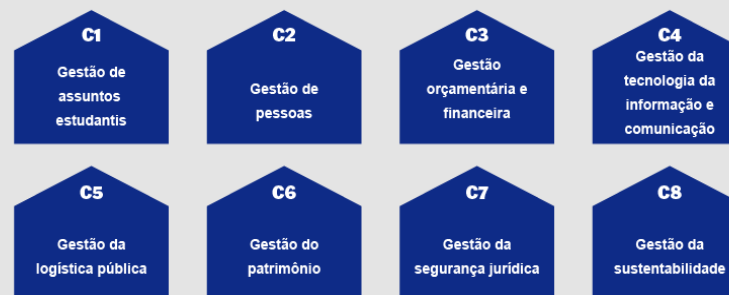 C1
Gestão de
assuntos
estudantis
C2
Gestão de
pessoas
C3
Gestão
orçamentária e
financeira
C4
Gestão da
tecnologia da
informação e
comunicação
C5
Gestão da
logística pública
C6
Gestão do
patrimônio
C7
Gestão da
segurança jurídica
C8
Gestão da
sustentabilidade